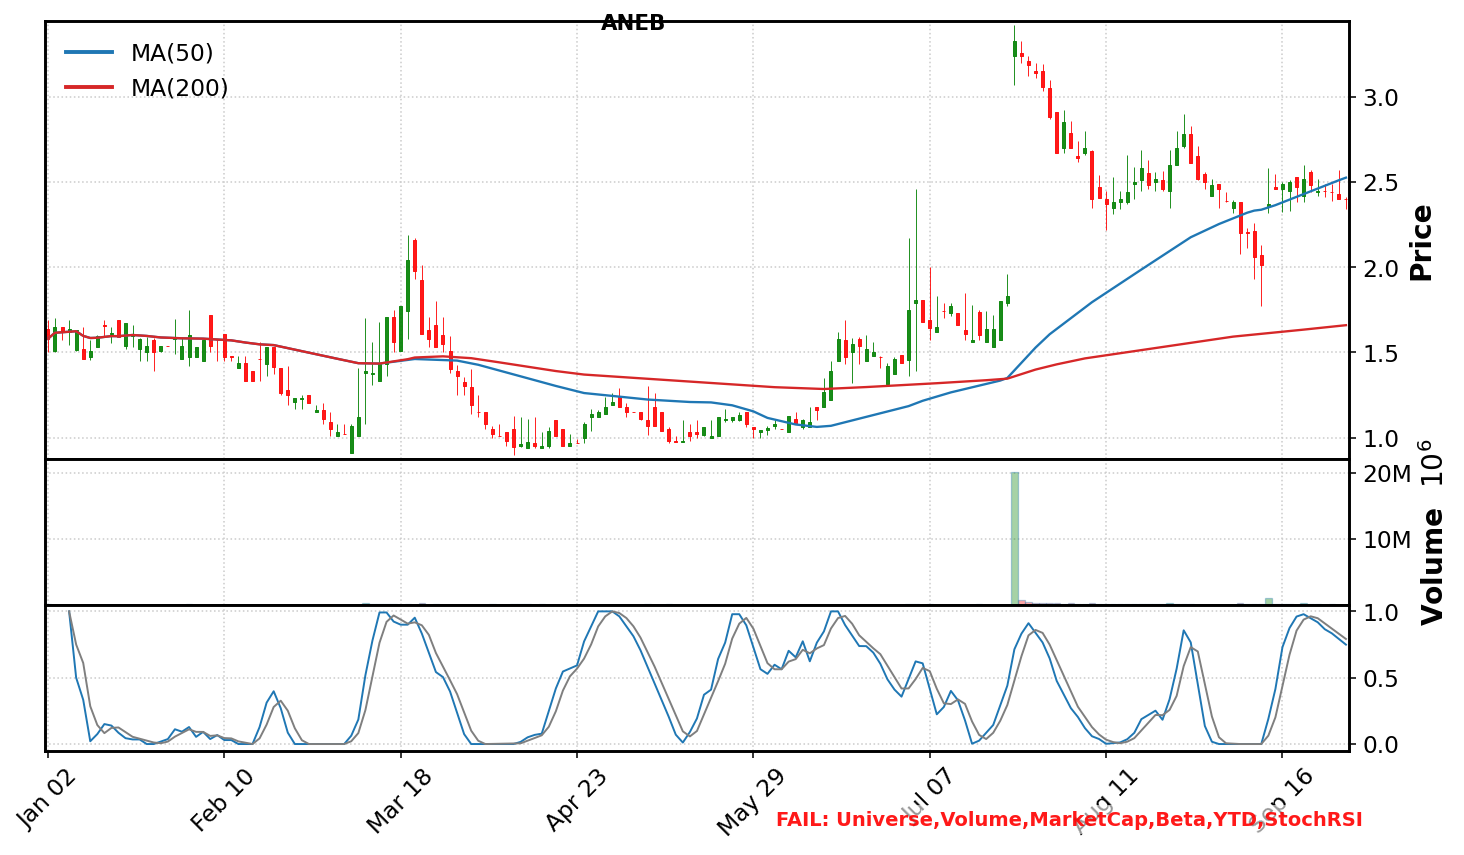 ANEB
MA(50)
MA(200)
3.0
2.5
2.0
1.5
1.0
Price
20M
10M
Volume 10^6
1.0
0.5
0.0
Jan 02
Feb 10
Mar 18
Apr 23
May 29
Jul 07
Aug 11
Sep 16
FAIL: Universe,Volume,MarketCap,Beta,YTD,StochRSI